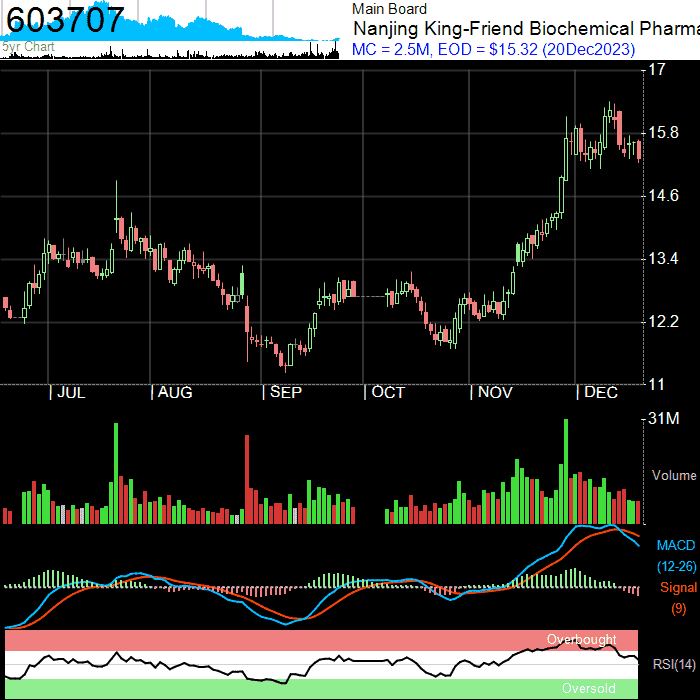 603707
5yr Chart
Main Board
Nanjing King-Friend Biochemical Pharma
MC = 2.5M, EOD = $15.32 (20Dec2023)
17
15.8
14.6
13.4
12.2
11
JUL
AUG
SEP
OCT
NOV
DEC
31M
Volume
MACD
(12-26)
Signal
(9)
Overbought
RSI(14)
Oversold